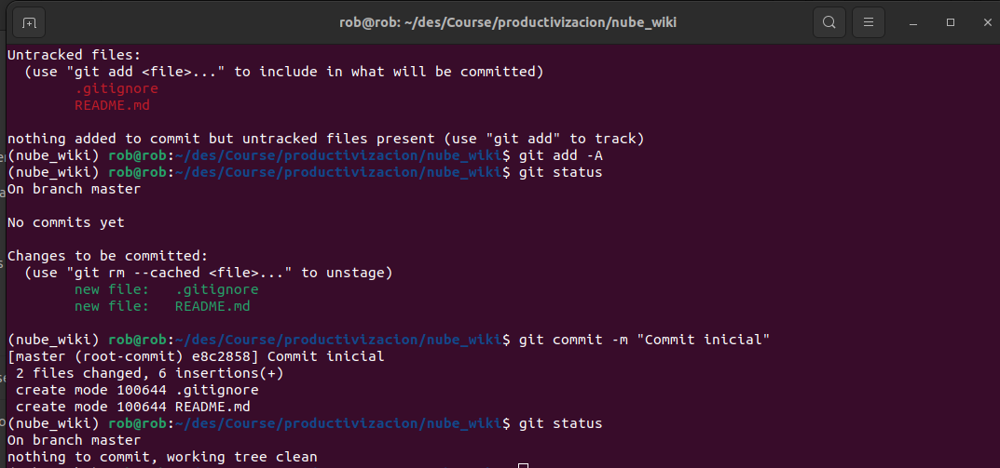 rob@rob: ~/des/Course/productivizacion/nube_wiki
Untracked files:
  (use "git add <file>..." to include in what will be committed)
        .gitignore
        README.md

nothing added to commit but untracked files present (use "git add" to track)
(nube_wiki) rob@rob:~/des/Course/productivizacion/nube_wiki$ git add -A
(nube_wiki) rob@rob:~/des/Course/productivizacion/nube_wiki$ git status
On branch master

No commits yet

Changes to be committed:
  (use "git rm --cached <file>..." to unstage)
        new file:   .gitignore
        new file:   README.md

(nube_wiki) rob@rob:~/des/Course/productivizacion/nube_wiki$ git commit -m "Commit inicial"
[master (root-commit) e8c2858] Commit inicial
 2 files changed, 6 insertions(+)
 create mode 100644 .gitignore
 create mode 100644 README.md
(nube_wiki) rob@rob:~/des/Course/productivizacion/nube_wiki$ git status
On branch master
nothing to commit, working tree clean